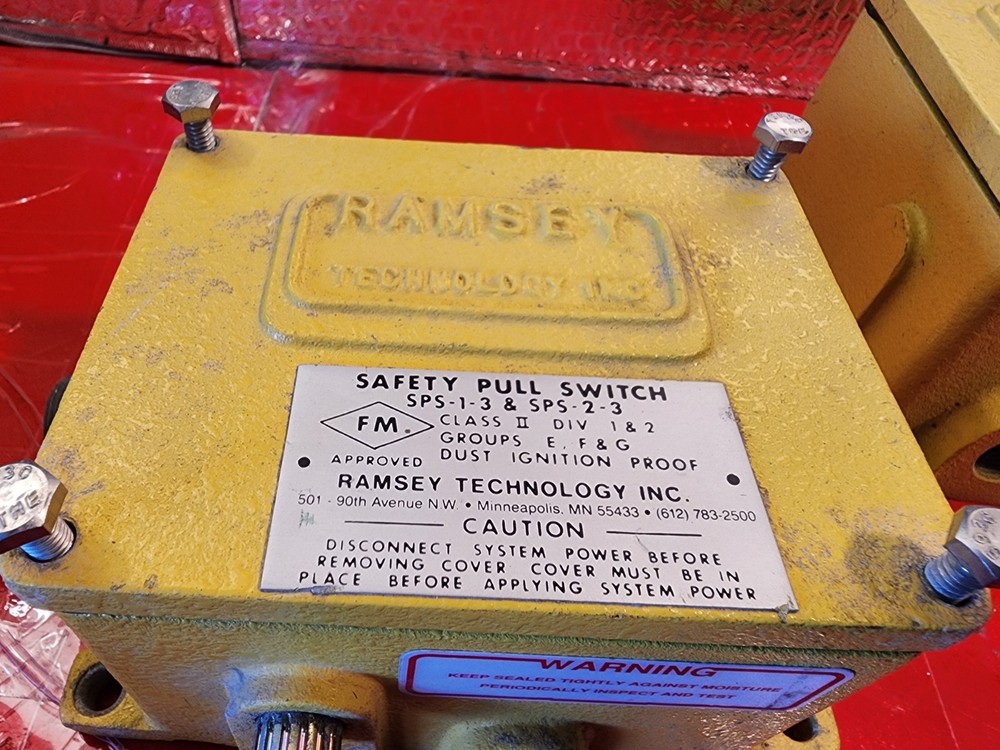 RAMSEY
TECHNOLOGY INC
SAFETY PULL SWITCH
SPS-1-3 & SPS-2-3
FM
APPROVED
CLASS II DIV 1 & 2
GROUPS E, F & G
DUST IGNITION PROOF
RAMSEY TECHNOLOGY INC.
501 - 90th Avenue N.W. • Minneapolis, MN 55433 • (612) 783-2500
CAUTION
DISCONNECT SYSTEM POWER BEFORE
REMOVING COVER COVER MUST BE IN
PLACE BEFORE APPLYING SYSTEM POWER
WARNING
KEEP SEALED TIGHTLY AGAINST MOISTURE
PERIODICALLY INSPECT AND TEST